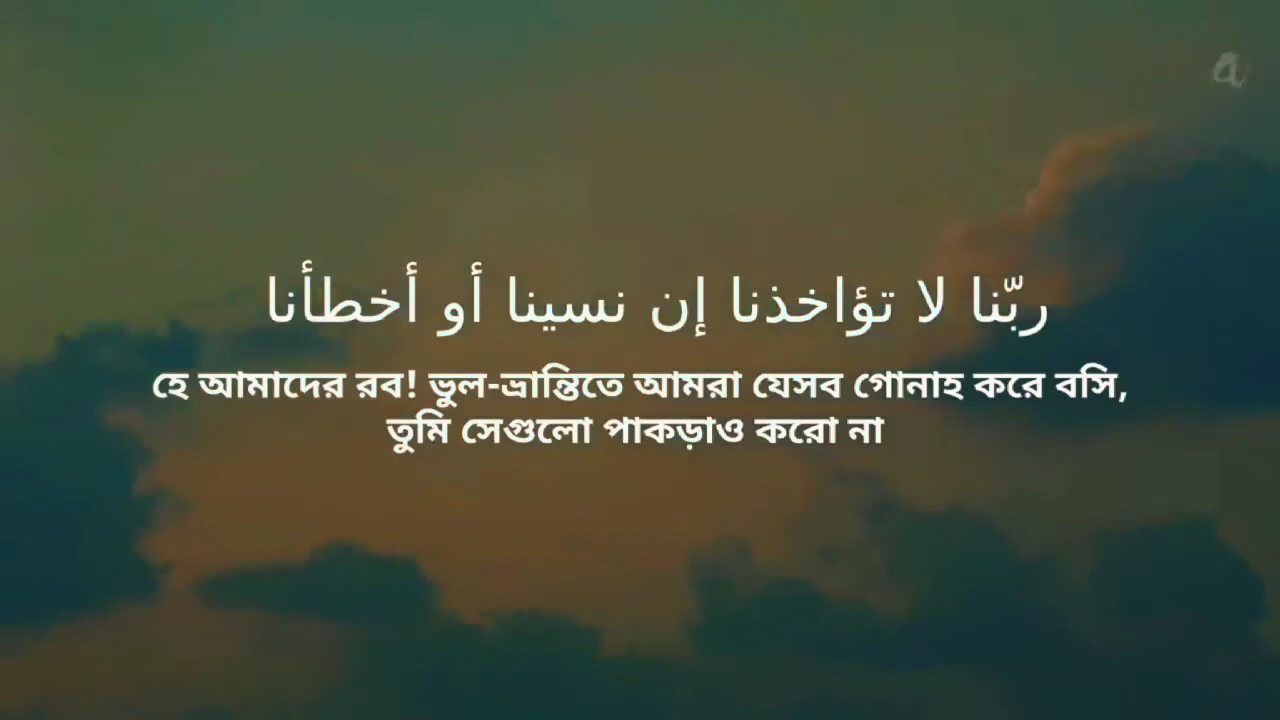 ربّنا لا تؤاخذنا إن نسينا أو أخطأنا
হে আমাদের রব! ভুল-ভ্রান্তিতে আমরা যেসব গোনাহ করে বসি,
তুমি সেগুলো পাকড়াও করো না